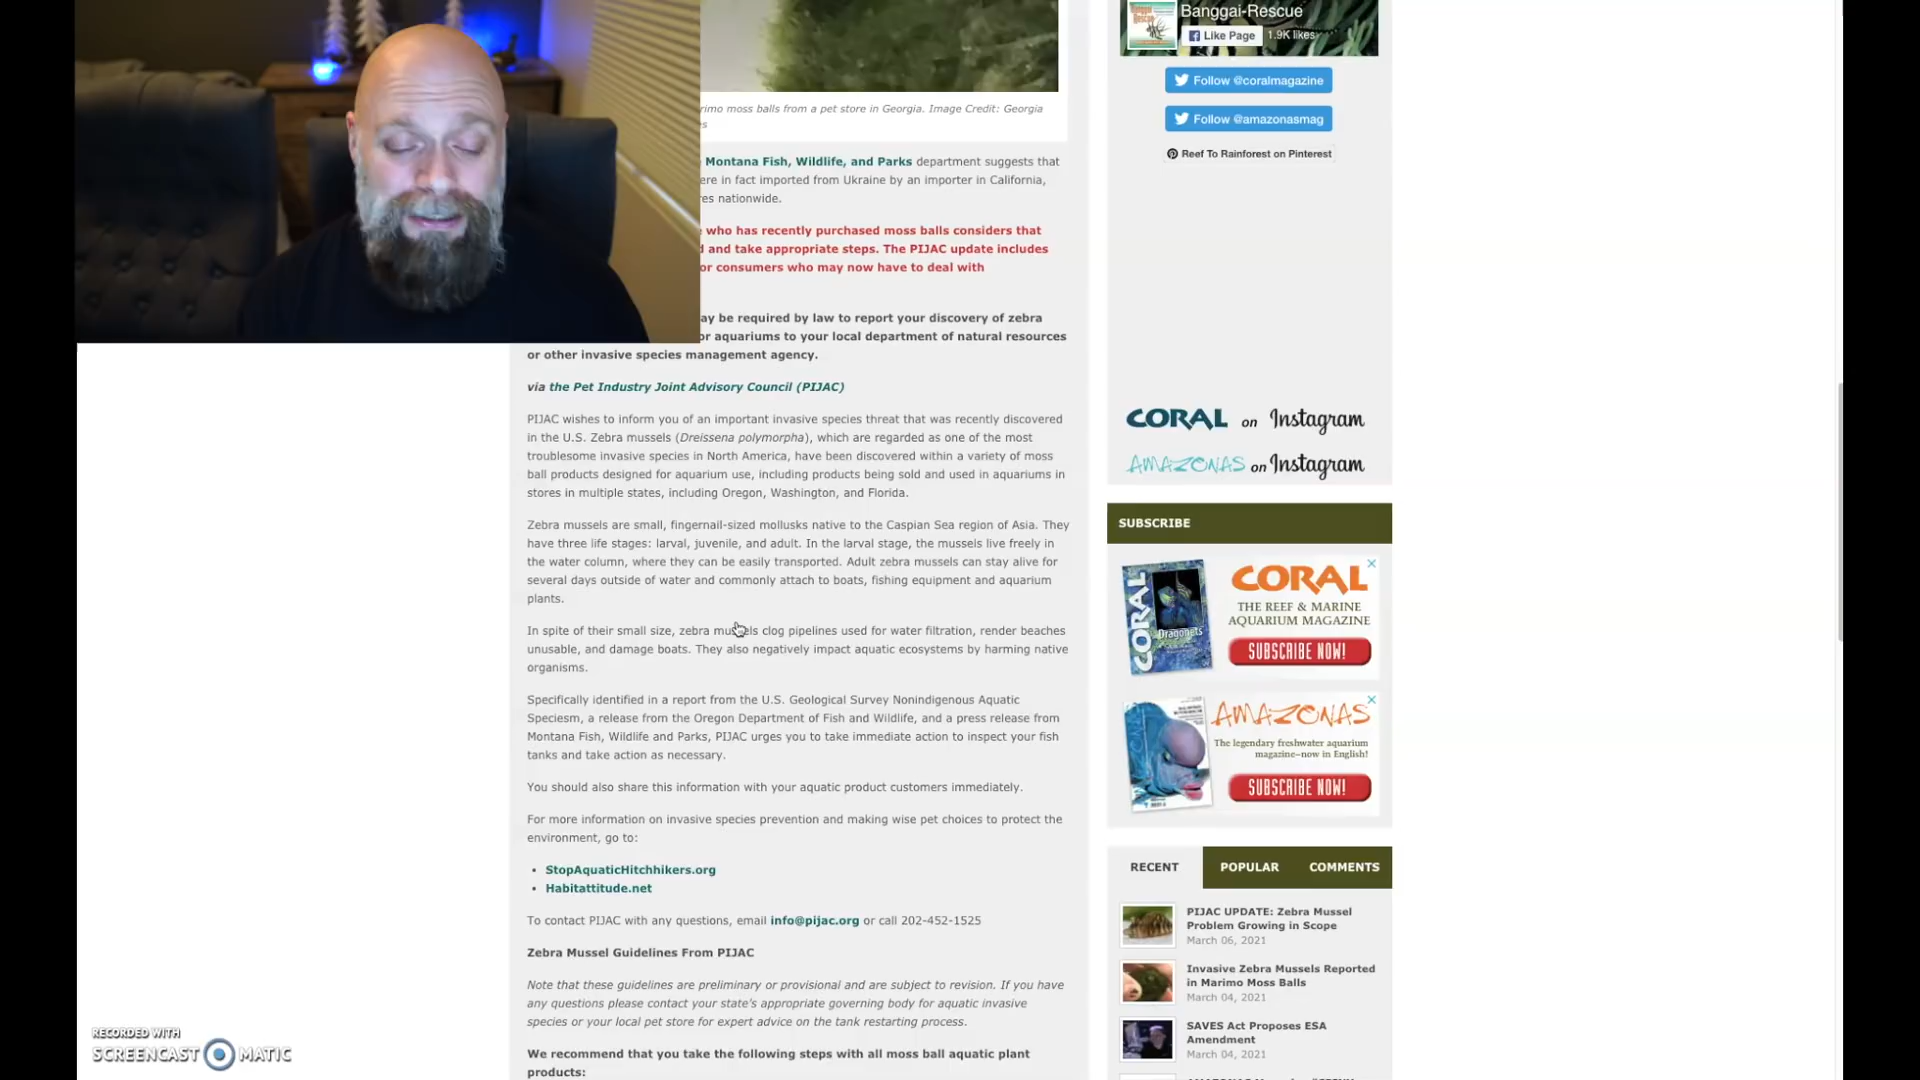 Banggai-Rescue
Like Page
1.9K likes
Follow @coralmagazine
Follow @amazonasmag
Reef To Rainforest on Pinterest
moss balls from a pet store in Georgia. Image Credit: Georgia
Montana Fish, Wildlife, and Parks department suggests that
in fact imported from Ukraine by an importer in California,
nationwide.
who has recently purchased moss balls considers that
and take appropriate steps. The PIJAC update includes
for consumers who may now have to deal with
be required by law to report your discovery of zebra
or aquariums to your local department of natural resources
or other invasive species management agency.
via the Pet Industry Joint Advisory Council (PIJAC)
PIJAC wishes to inform you of an important invasive species threat that was recently discovered
in the U.S. Zebra mussels (Dreissena polymorpha), which are regarded as one of the most
troublesome invasive species in North America, have been discovered within a variety of moss
ball products designed for aquarium use, including products being sold and used in aquariums in
stores in multiple states, including Oregon, Washington, and Florida.
Zebra mussels are small, fingernail-sized mollusks native to the Caspian Sea region of Asia. They
have three life stages: larval, juvenile, and adult. In the larval stage, the mussels live freely in
the water column, where they can be easily transported. Adult zebra mussels can stay alive for
several days outside of water and commonly attach to boats, fishing equipment and aquarium
plants.
In spite of their small size, zebra mussels clog pipelines used for water filtration, render beaches
unusable, and damage boats. They also negatively impact aquatic ecosystems by harming native
organisms.
Specifically identified in a report from the U.S. Geological Survey Nonindigenous Aquatic
Speciesm, a release from the Oregon Department of Fish and Wildlife, and a press release from
Montana Fish, Wildlife and Parks, PIJAC urges you to take immediate action to inspect your fish
tanks and take action as necessary.
You should also share this information with your aquatic product customers immediately.
For more information on invasive species prevention and making wise pet choices to protect the
environment, go to:
• StopAquaticHitchhikers.org
• Habitattitude.net
To contact PIJAC with any questions, email info@pijac.org or call 202-452-1525
Zebra Mussel Guidelines From PIJAC
Note that these guidelines are preliminary or provisional and are subject to revision. If you have
any questions please contact your state's appropriate governing body for aquatic invasive
species or your local pet store for expert advice on the tank restarting process.
We recommend that you take the following steps with all moss ball aquatic plant
products:
CORAL on Instagram
AMAZONAS on Instagram
SUBSCRIBE
CORAL
Dragonets
CORAL
THE REEF & MARINE
AQUARIUM MAGAZINE
SUBSCRIBE NOW!
AMAZONAS
The legendary freshwater aquarium
magazine–now in English!
SUBSCRIBE NOW!
RECENT
POPULAR
COMMENTS
PIJAC UPDATE: Zebra Mussel
Problem Growing in Scope
March 06, 2021
Invasive Zebra Mussels Reported
in Marimo Moss Balls
March 04, 2021
SAVES Act Proposes ESA
Amendment
March 04, 2021
RECORDED WITH
SCREENCAST MATIC